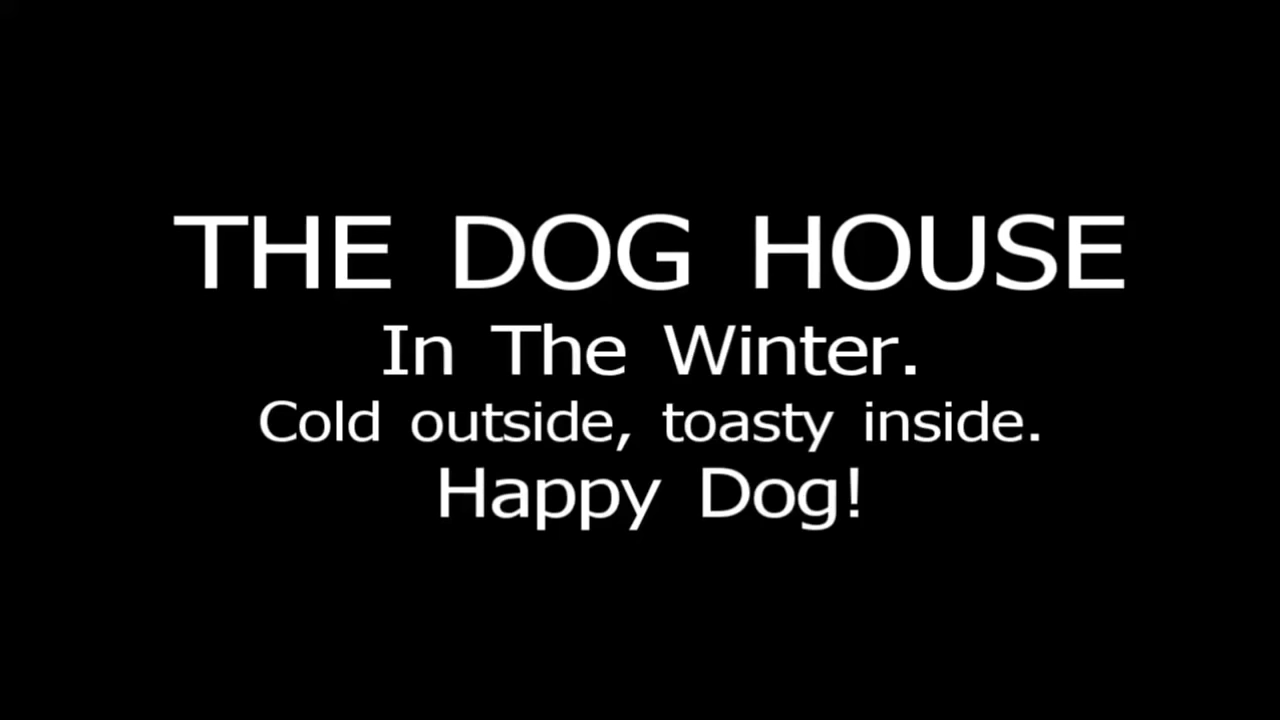 THE DOG HOUSE
In The Winter.
Cold outside, toasty inside.
Happy Dog!